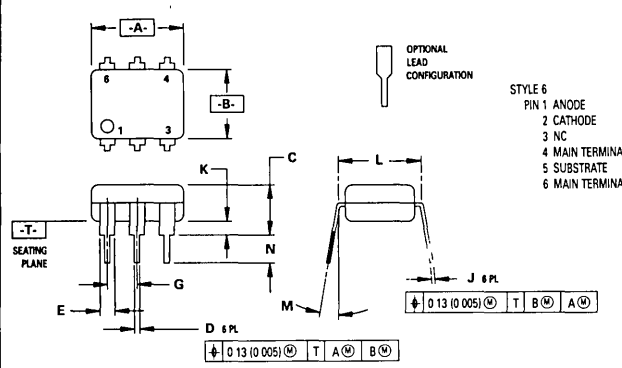 -A-
6 4
-B-
1 3
OPTIONAL
LEAD
CONFIGURATION
STYLE 6
PIN 1 ANODE
2 CATHODE
3 NC
4 MAIN TERMINA
5 SUBSTRATE
6 MAIN TERMINA
K
C
L
-T-
SEATING
PLANE
N
G
E
M
J 6 PL
D 6 PL
⌖ 0 13 (0 005) Ⓜ T B Ⓜ A Ⓜ
⌖ 0 13 (0 005) Ⓜ T A Ⓜ B Ⓜ